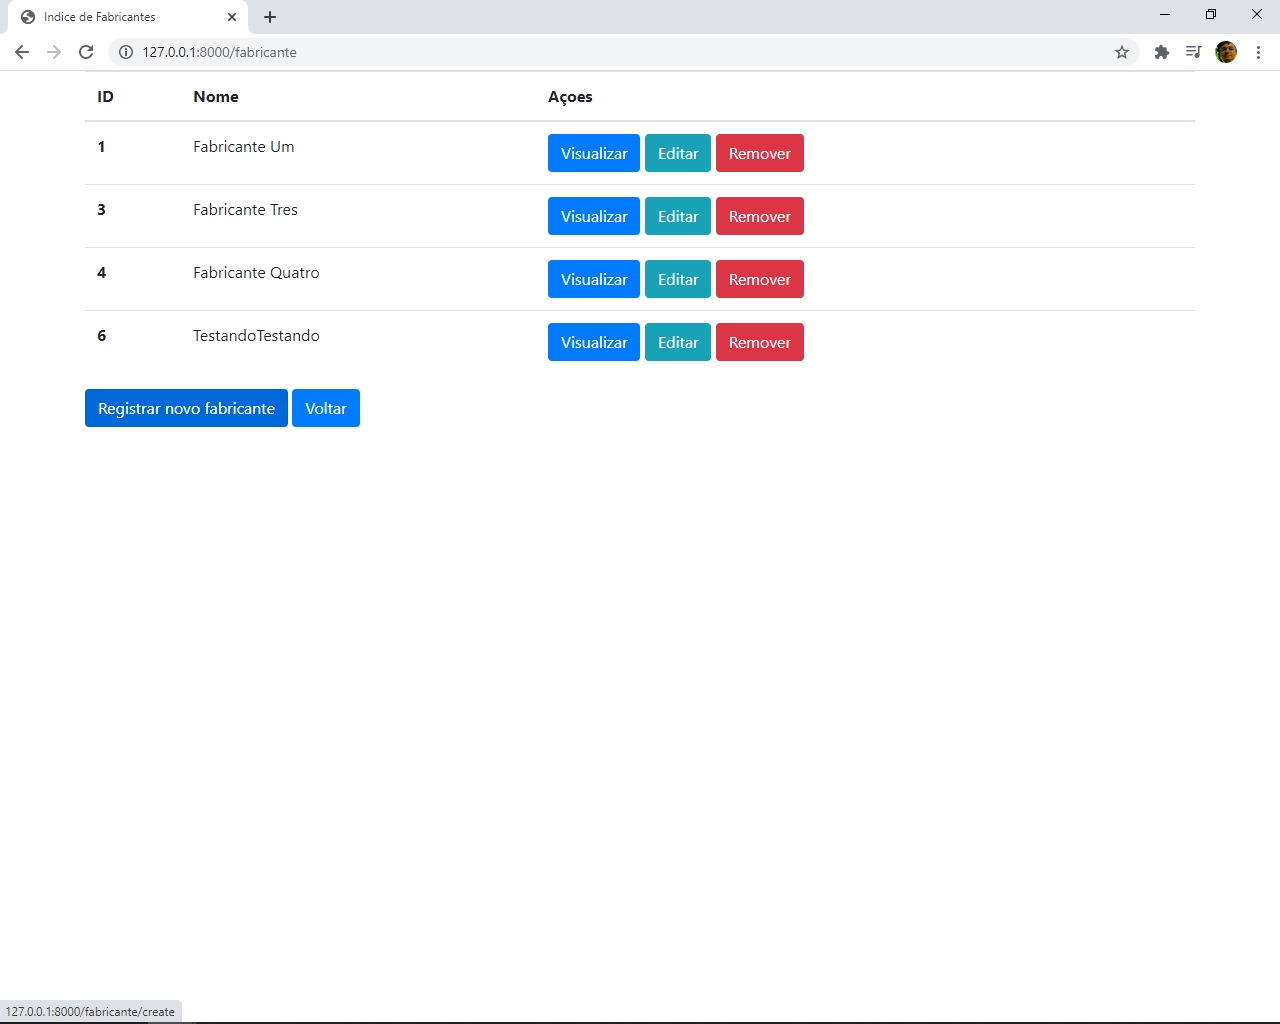 Indice de Fabricantes
127.0.0.1:8000/fabricante
ID Nome Açoes
1 Fabricante Um Visualizar Editar Remover
3 Fabricante Tres Visualizar Editar Remover
4 Fabricante Quatro Visualizar Editar Remover
6 TestandoTestando Visualizar Editar Remover
Registrar novo fabricante Voltar
127.0.0.1:8000/fabricante/create